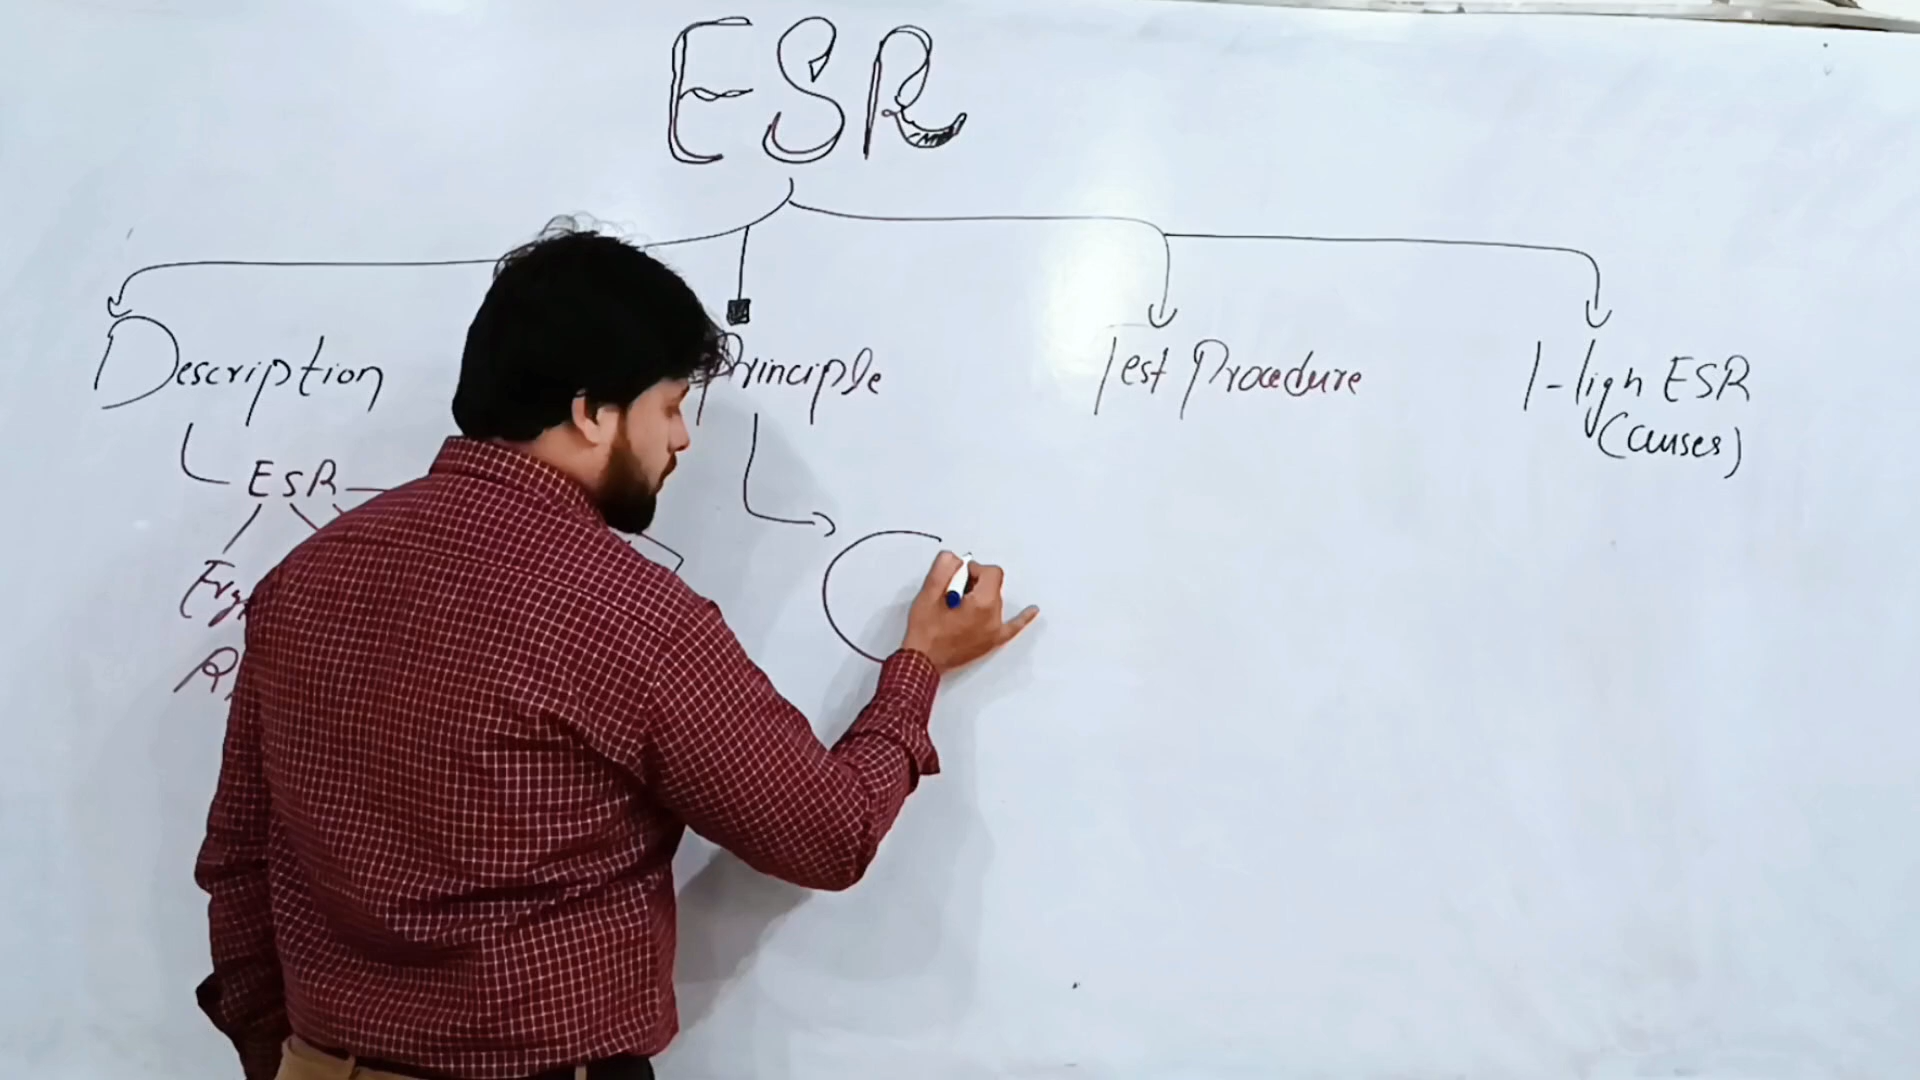 ESR
Description
Principle
Test Procedure
High ESR
(causes)
ESR